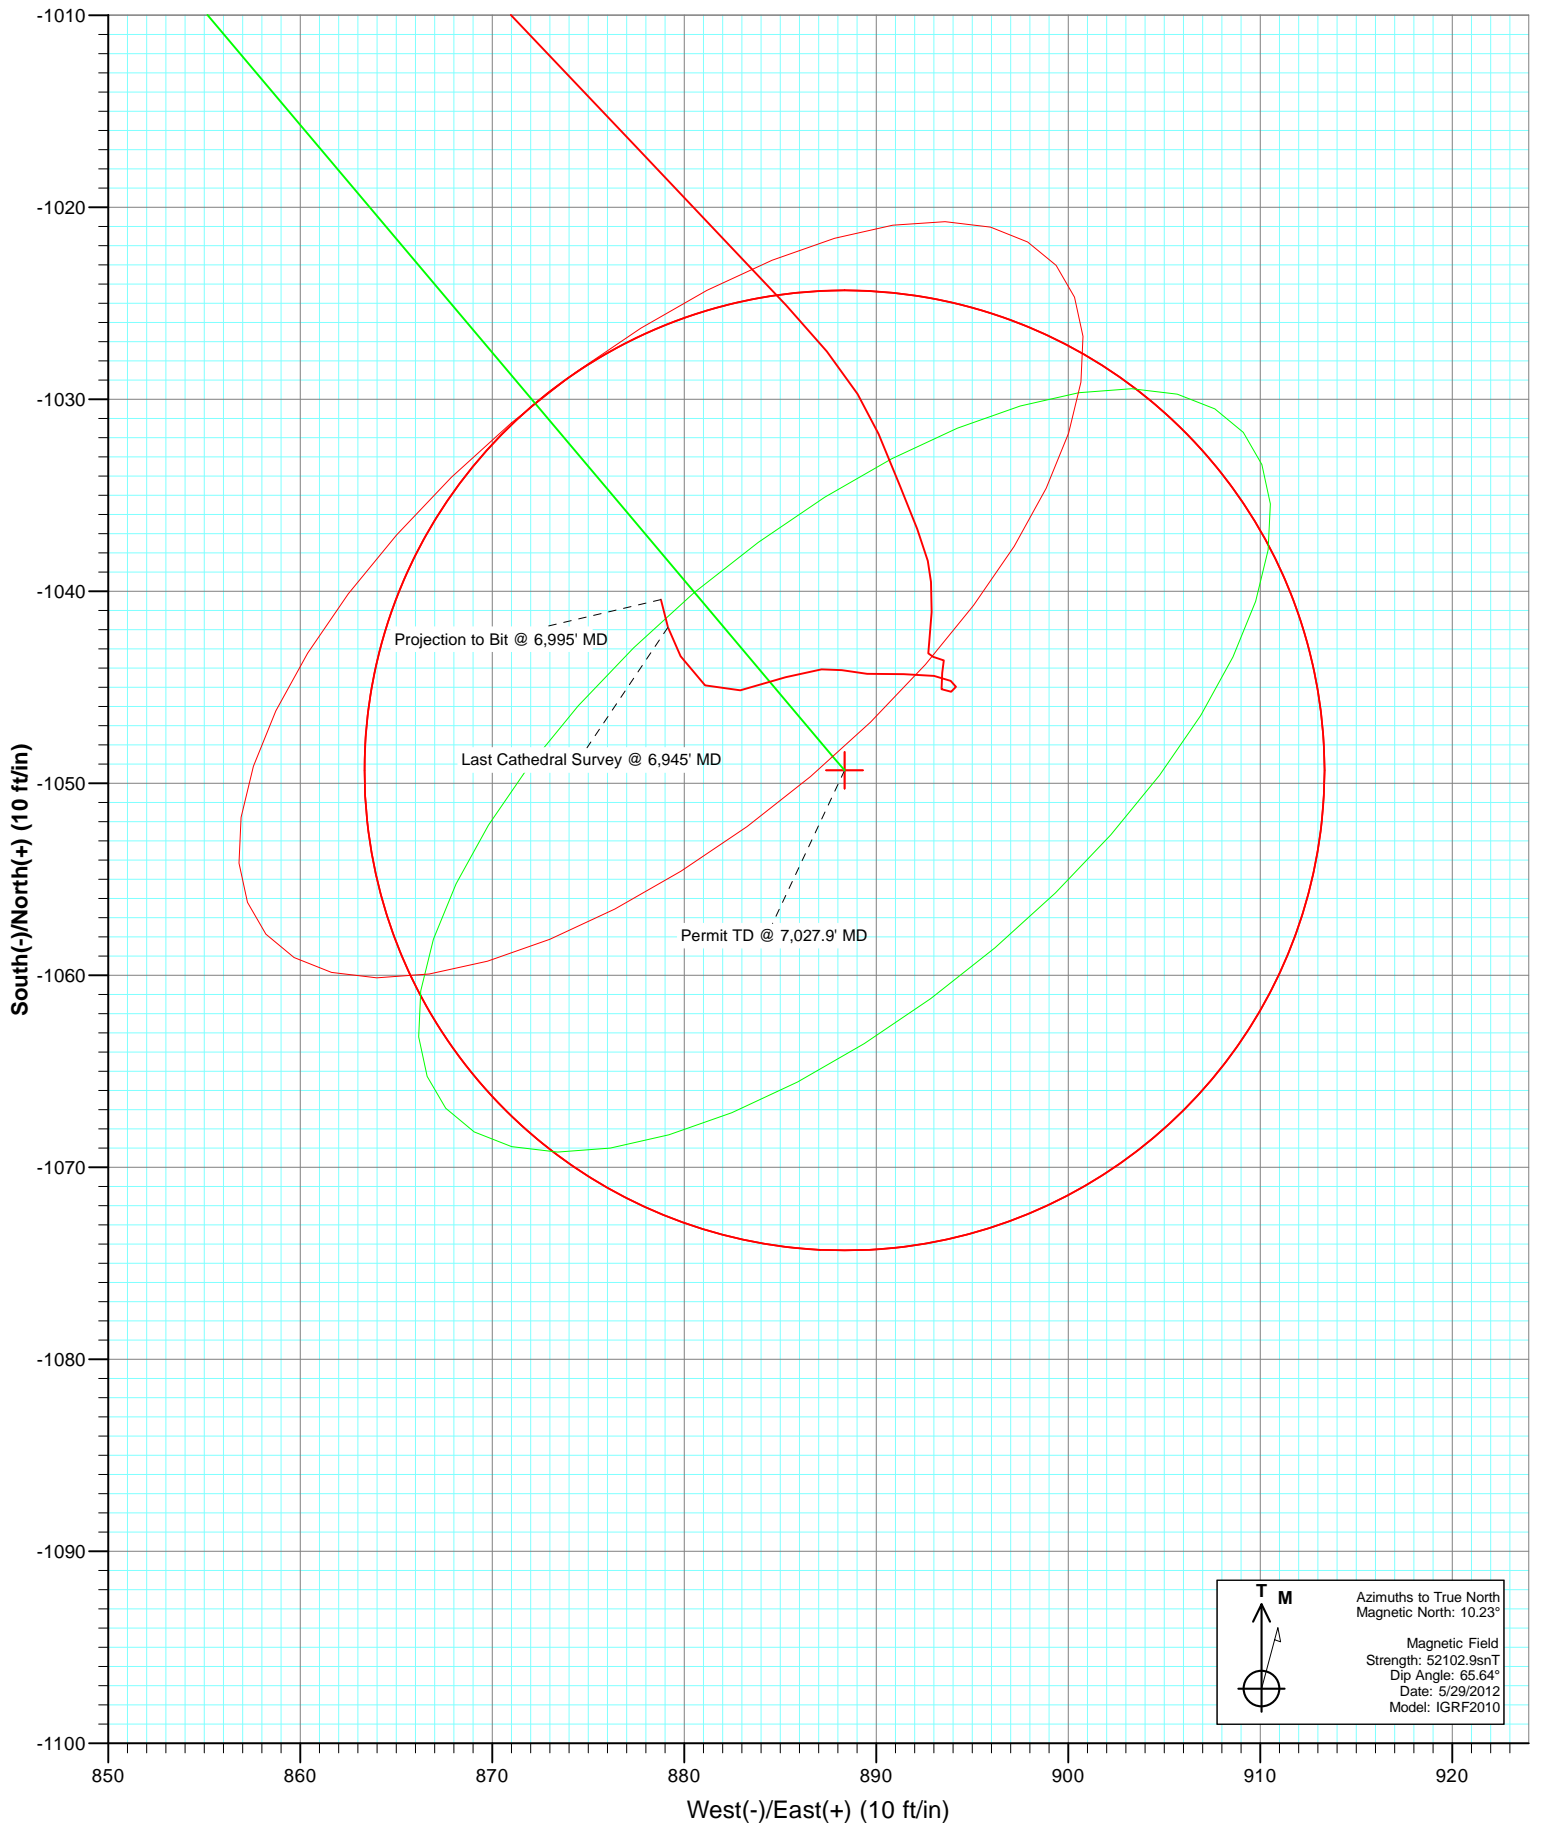 -1010
-1020
-1030
-1040
-1050
-1060
-1070
-1080
-1090
-1100
South(-)/North(+) (10 ft/in)
Projection to Bit @ 6,995' MD
Last Cathedral Survey @ 6,945' MD
Permit TD @ 7,027.9' MD
T M
Azimuths to True North
Magnetic North: 10.23°
Magnetic Field
Strength: 52102.9snT
Dip Angle: 65.64°
Date: 5/29/2012
Model: IGRF2010
850 860 870 880 890 900 910 920
West(-)/East(+) (10 ft/in)